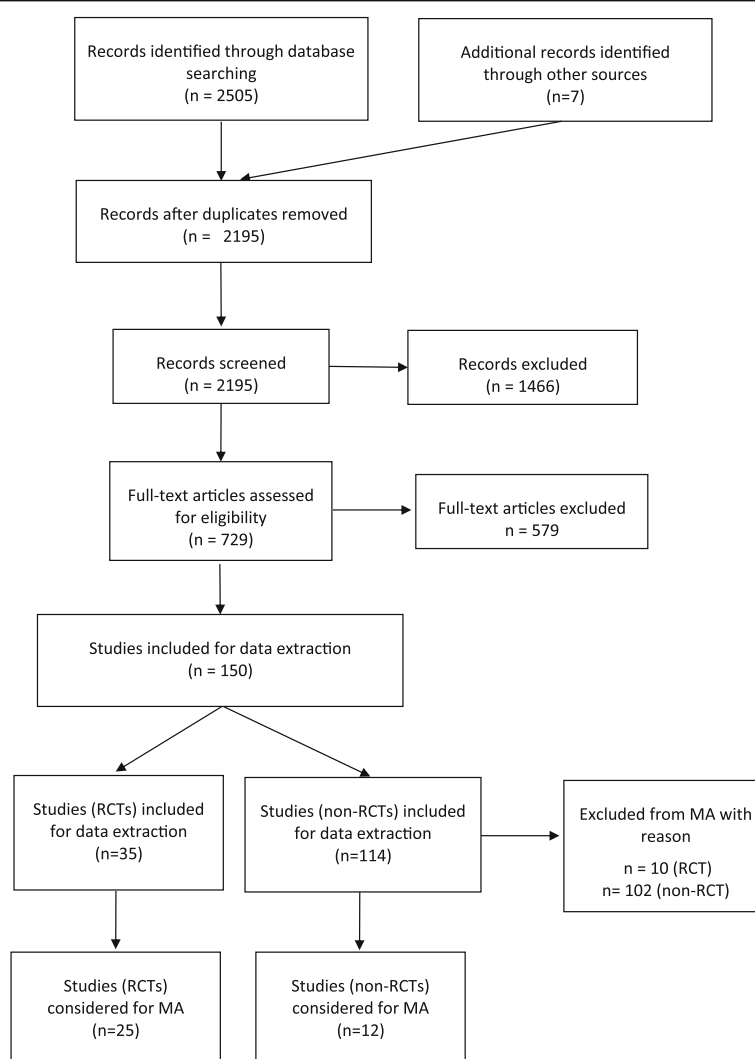 Records identified through database
searching
(n = 2505)
Additional records identified
through other sources
(n=7)
Records after duplicates removed
(n = 2195)
Records screened
(n = 2195)
Records excluded
(n = 1466)
Full-text articles assessed
for eligibility
(n = 729)
Full-text articles excluded
n = 579
Studies included for data extraction
(n = 150)
Studies (RCTs) included
for data extraction
(n=35)
Studies (non-RCTs) included
for data extraction
(n=114)
Excluded from MA with
reason
n = 10 (RCT)
n= 102 (non-RCT)
Studies (RCTs)
considered for MA
(n=25)
Studies (non-RCTs)
considered for MA
(n=12)